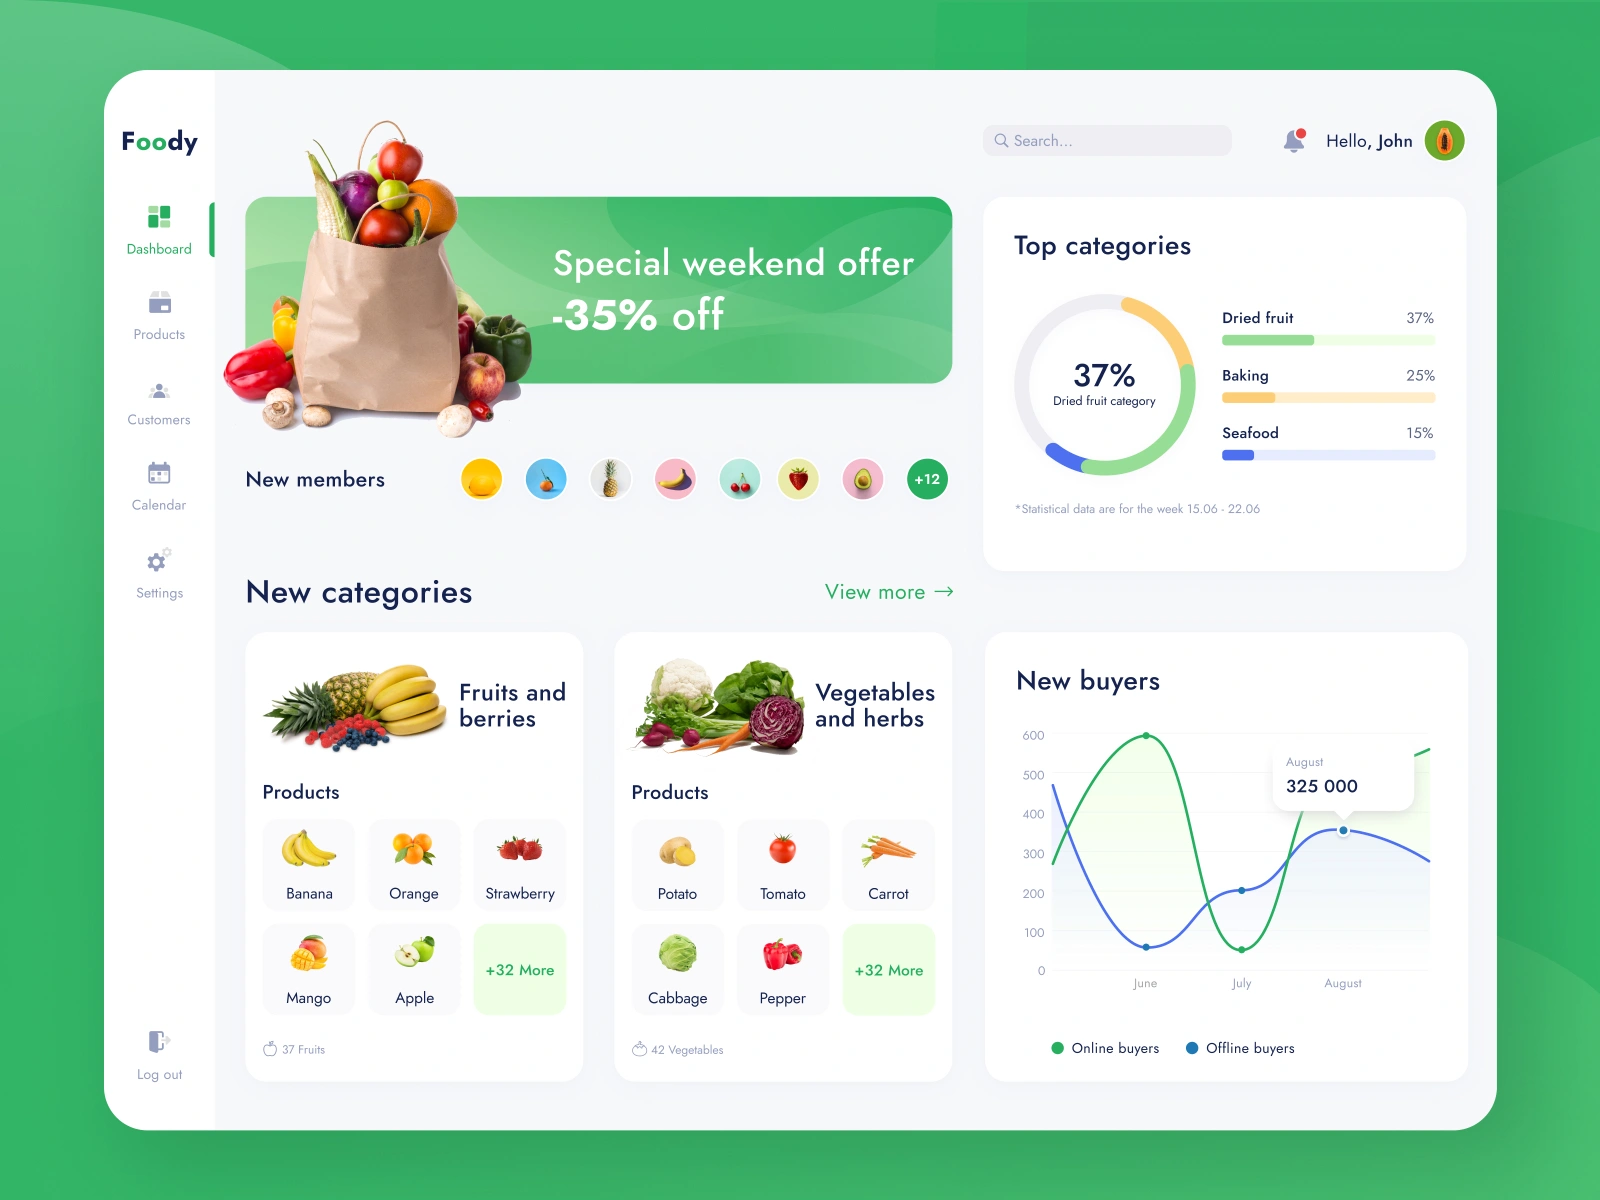 Foody
Dashboard
Products
Customers
Calendar
Settings
Log out
Search...
Hello, John
Special weekend offer
-35% off
New members
+12
Top categories
37%
Dried fruit category
Dried fruit 37%
Baking 25%
Seafood 15%
*Statistical data are for the week 15.06 - 22.06
New categories
View more →
Fruits and
berries
Products
Banana
Orange
Strawberry
Mango
Apple
+32 More
37 Fruits
Vegetables
and herbs
Products
Potato
Tomato
Carrot
Cabbage
Pepper
+32 More
42 Vegetables
New buyers
600
500
400
300
200
100
0
August
325 000
June
July
August
Online buyers
Offline buyers